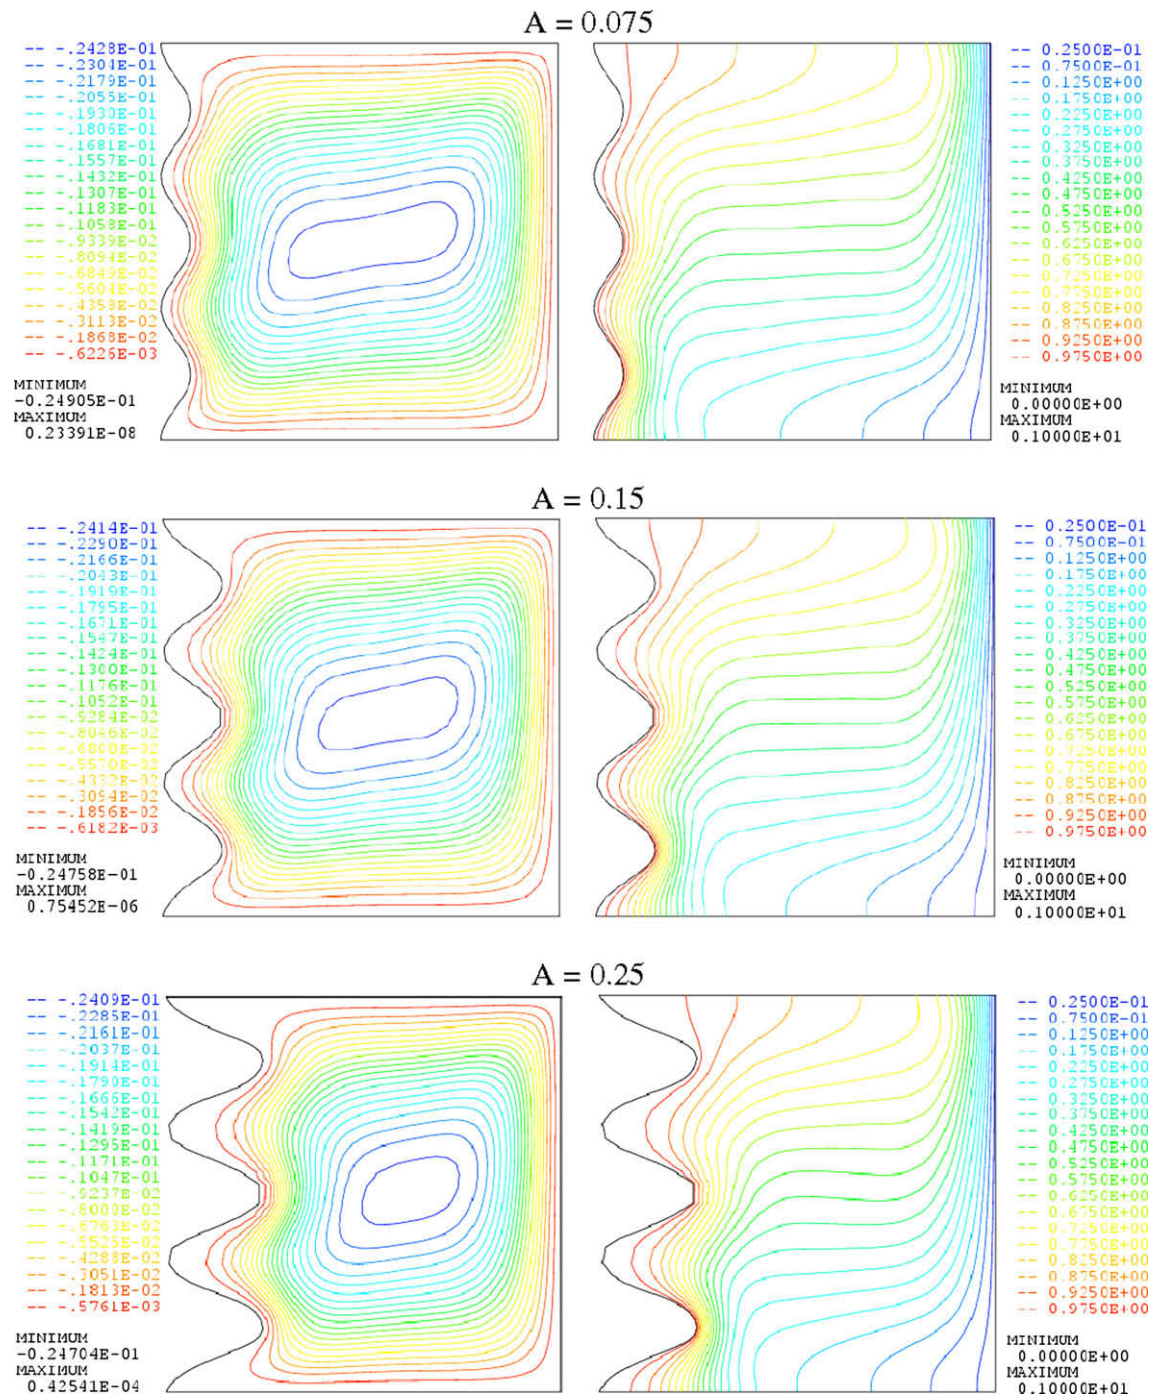 A = 0.075
-- -.2428E-01
-- -.2304E-01
-- -.2179E-01
-- -.2055E-01
-- -.1930E-01
-- -.1806E-01
-- -.1681E-01
-- -.1557E-01
-- -.1432E-01
-- -.1307E-01
-- -.1183E-01
-- -.1058E-01
-- -.9339E-02
-- -.8094E-02
-- -.6849E-02
-- -.5604E-02
-- -.4358E-02
-- -.3113E-02
-- -.1868E-02
-- -.6226E-03
MINIMUM
-0.24905E-01
MAXIMUM
0.23391E-08
-- 0.2500E-01
-- 0.7500E-01
-- 0.1250E+00
-- 0.1750E+00
-- 0.2250E+00
-- 0.2750E+00
-- 0.3250E+00
-- 0.3750E+00
-- 0.4250E+00
-- 0.4750E+00
-- 0.5250E+00
-- 0.5750E+00
-- 0.6250E+00
-- 0.6750E+00
-- 0.7250E+00
-- 0.7750E+00
-- 0.8250E+00
-- 0.8750E+00
-- 0.9250E+00
-- 0.9750E+00
MINIMUM
0.00000E+00
MAXIMUM
0.10000E+01
A = 0.15
-- -.2414E-01
-- -.2290E-01
-- -.2166E-01
-- -.2043E-01
-- -.1919E-01
-- -.1795E-01
-- -.1671E-01
-- -.1547E-01
-- -.1424E-01
-- -.1300E-01
-- -.1176E-01
-- -.1052E-01
-- -.9284E-02
-- -.8046E-02
-- -.6808E-02
-- -.5570E-02
-- -.4332E-02
-- -.3094E-02
-- -.1856E-02
-- -.6182E-03
MINIMUM
-0.24758E-01
MAXIMUM
0.75452E-06
-- 0.2500E-01
-- 0.7500E-01
-- 0.1250E+00
-- 0.1750E+00
-- 0.2250E+00
-- 0.2750E+00
-- 0.3250E+00
-- 0.3750E+00
-- 0.4250E+00
-- 0.4750E+00
-- 0.5250E+00
-- 0.5750E+00
-- 0.6250E+00
-- 0.6750E+00
-- 0.7250E+00
-- 0.7750E+00
-- 0.8250E+00
-- 0.8750E+00
-- 0.9250E+00
-- 0.9750E+00
MINIMUM
0.00000E+00
MAXIMUM
0.10000E+01
A = 0.25
-- -.2409E-01
-- -.2285E-01
-- -.2161E-01
-- -.2037E-01
-- -.1914E-01
-- -.1790E-01
-- -.1666E-01
-- -.1542E-01
-- -.1419E-01
-- -.1295E-01
-- -.1171E-01
-- -.1047E-01
-- -.9237E-02
-- -.8000E-02
-- -.6763E-02
-- -.5525E-02
-- -.4288E-02
-- -.3051E-02
-- -.1813E-02
-- -.5761E-03
MINIMUM
-0.24704E-01
MAXIMUM
0.42541E-04
-- 0.2500E-01
-- 0.7500E-01
-- 0.1250E+00
-- 0.1750E+00
-- 0.2250E+00
-- 0.2750E+00
-- 0.3250E+00
-- 0.3750E+00
-- 0.4250E+00
-- 0.4750E+00
-- 0.5250E+00
-- 0.5750E+00
-- 0.6250E+00
-- 0.6750E+00
-- 0.7250E+00
-- 0.7750E+00
-- 0.8250E+00
-- 0.8750E+00
-- 0.9250E+00
-- 0.9750E+00
MINIMUM
0.00000E+00
MAXIMUM
0.10000E+01